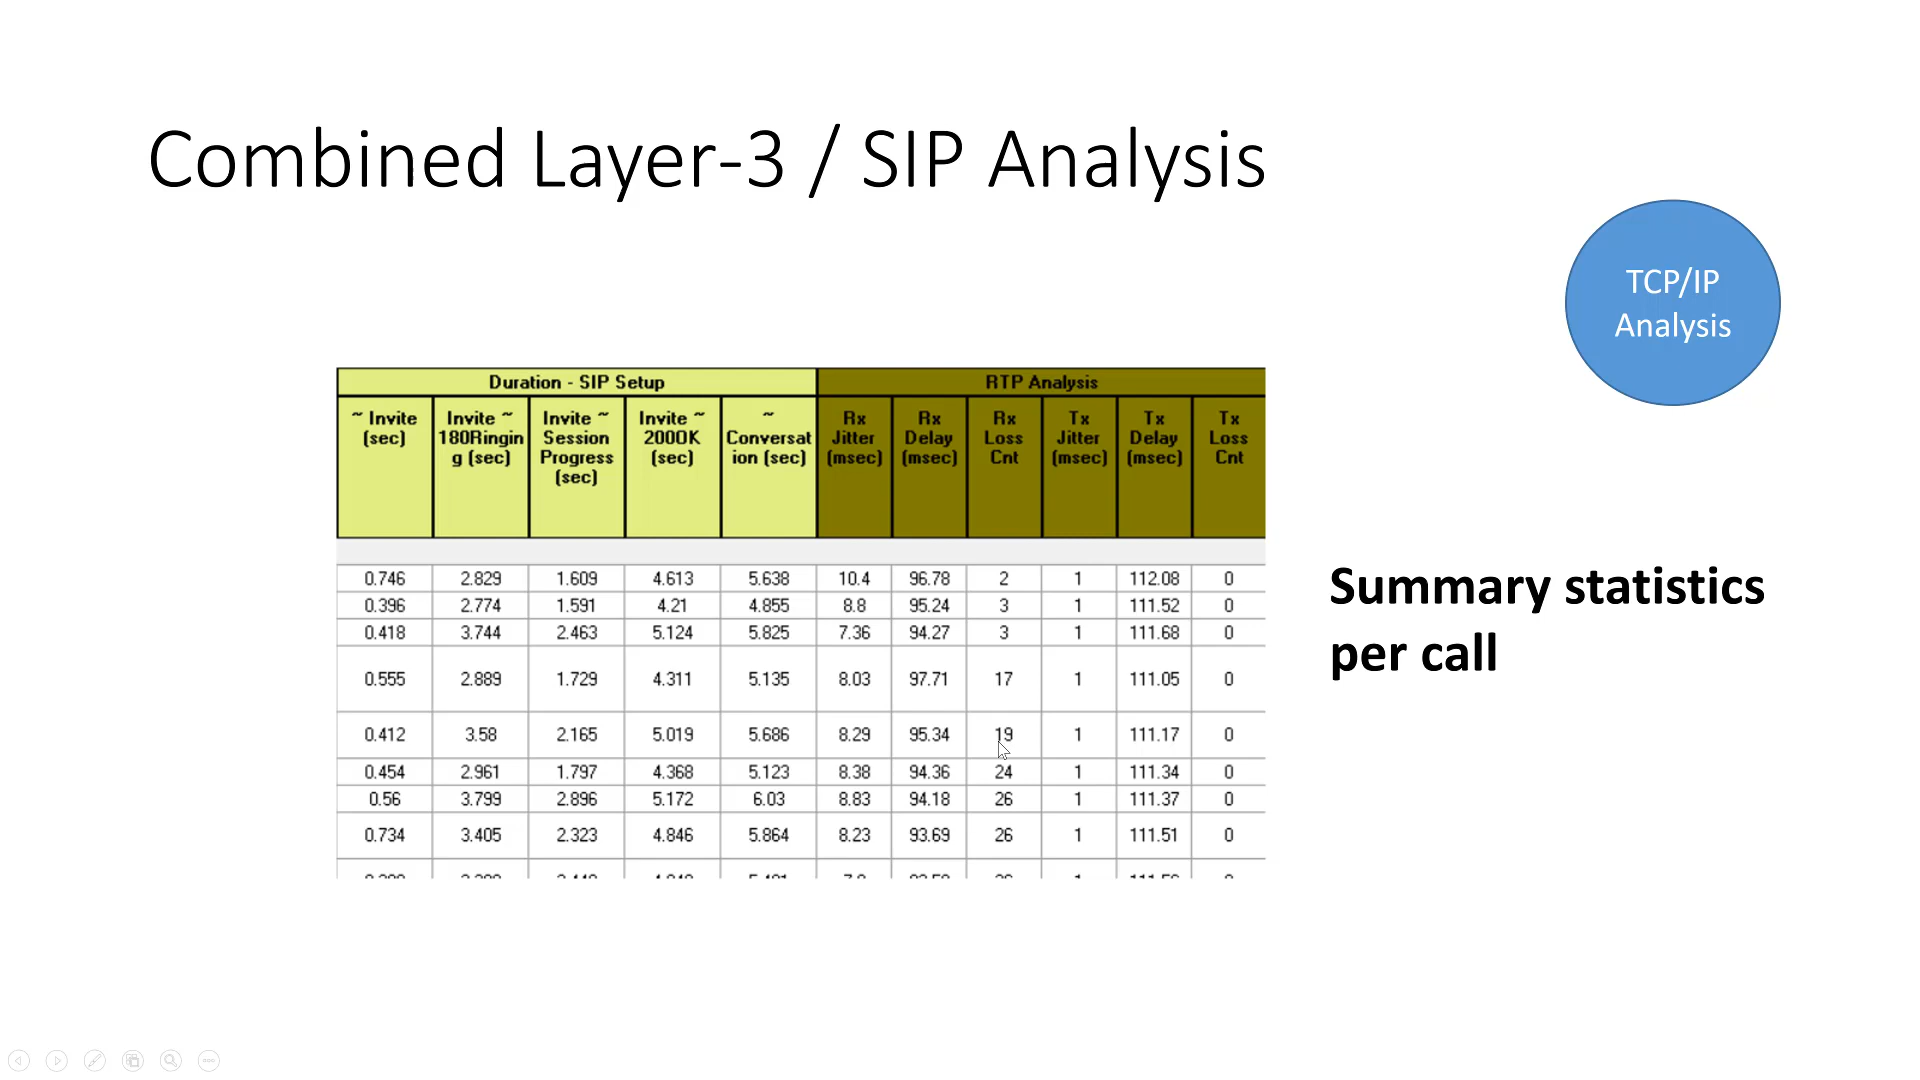 Combined Layer-3 / SIP Analysis
TCP/IP
Analysis
Duration - SIP Setup RTP Analysis
~ Invite (sec) Invite ~ 180Ringing (sec) Invite ~ Session Progress (sec) Invite ~ 200OK (sec) ~ Conversation (sec) Rx Jitter (msec) Rx Delay (msec) Rx Loss Cnt Tx Jitter (msec) Tx Delay (msec) Tx Loss Cnt
0.746 2.829 1.609 4.613 5.638 10.4 96.78 2 1 112.08 0
0.396 2.774 1.591 4.21 4.855 8.8 95.24 3 1 111.52 0
0.418 3.744 2.463 5.124 5.825 7.36 94.27 3 1 111.68 0
0.555 2.889 1.729 4.311 5.135 8.03 97.71 17 1 111.05 0
0.412 3.58 2.165 5.019 5.686 8.29 95.34 19 1 111.17 0
0.454 2.961 1.797 4.368 5.123 8.38 94.36 24 1 111.34 0
0.56 3.799 2.896 5.172 6.03 8.83 94.18 26 1 111.37 0
0.734 3.405 2.323 4.846 5.864 8.23 93.69 26 1 111.51 0
Summary statistics
per call